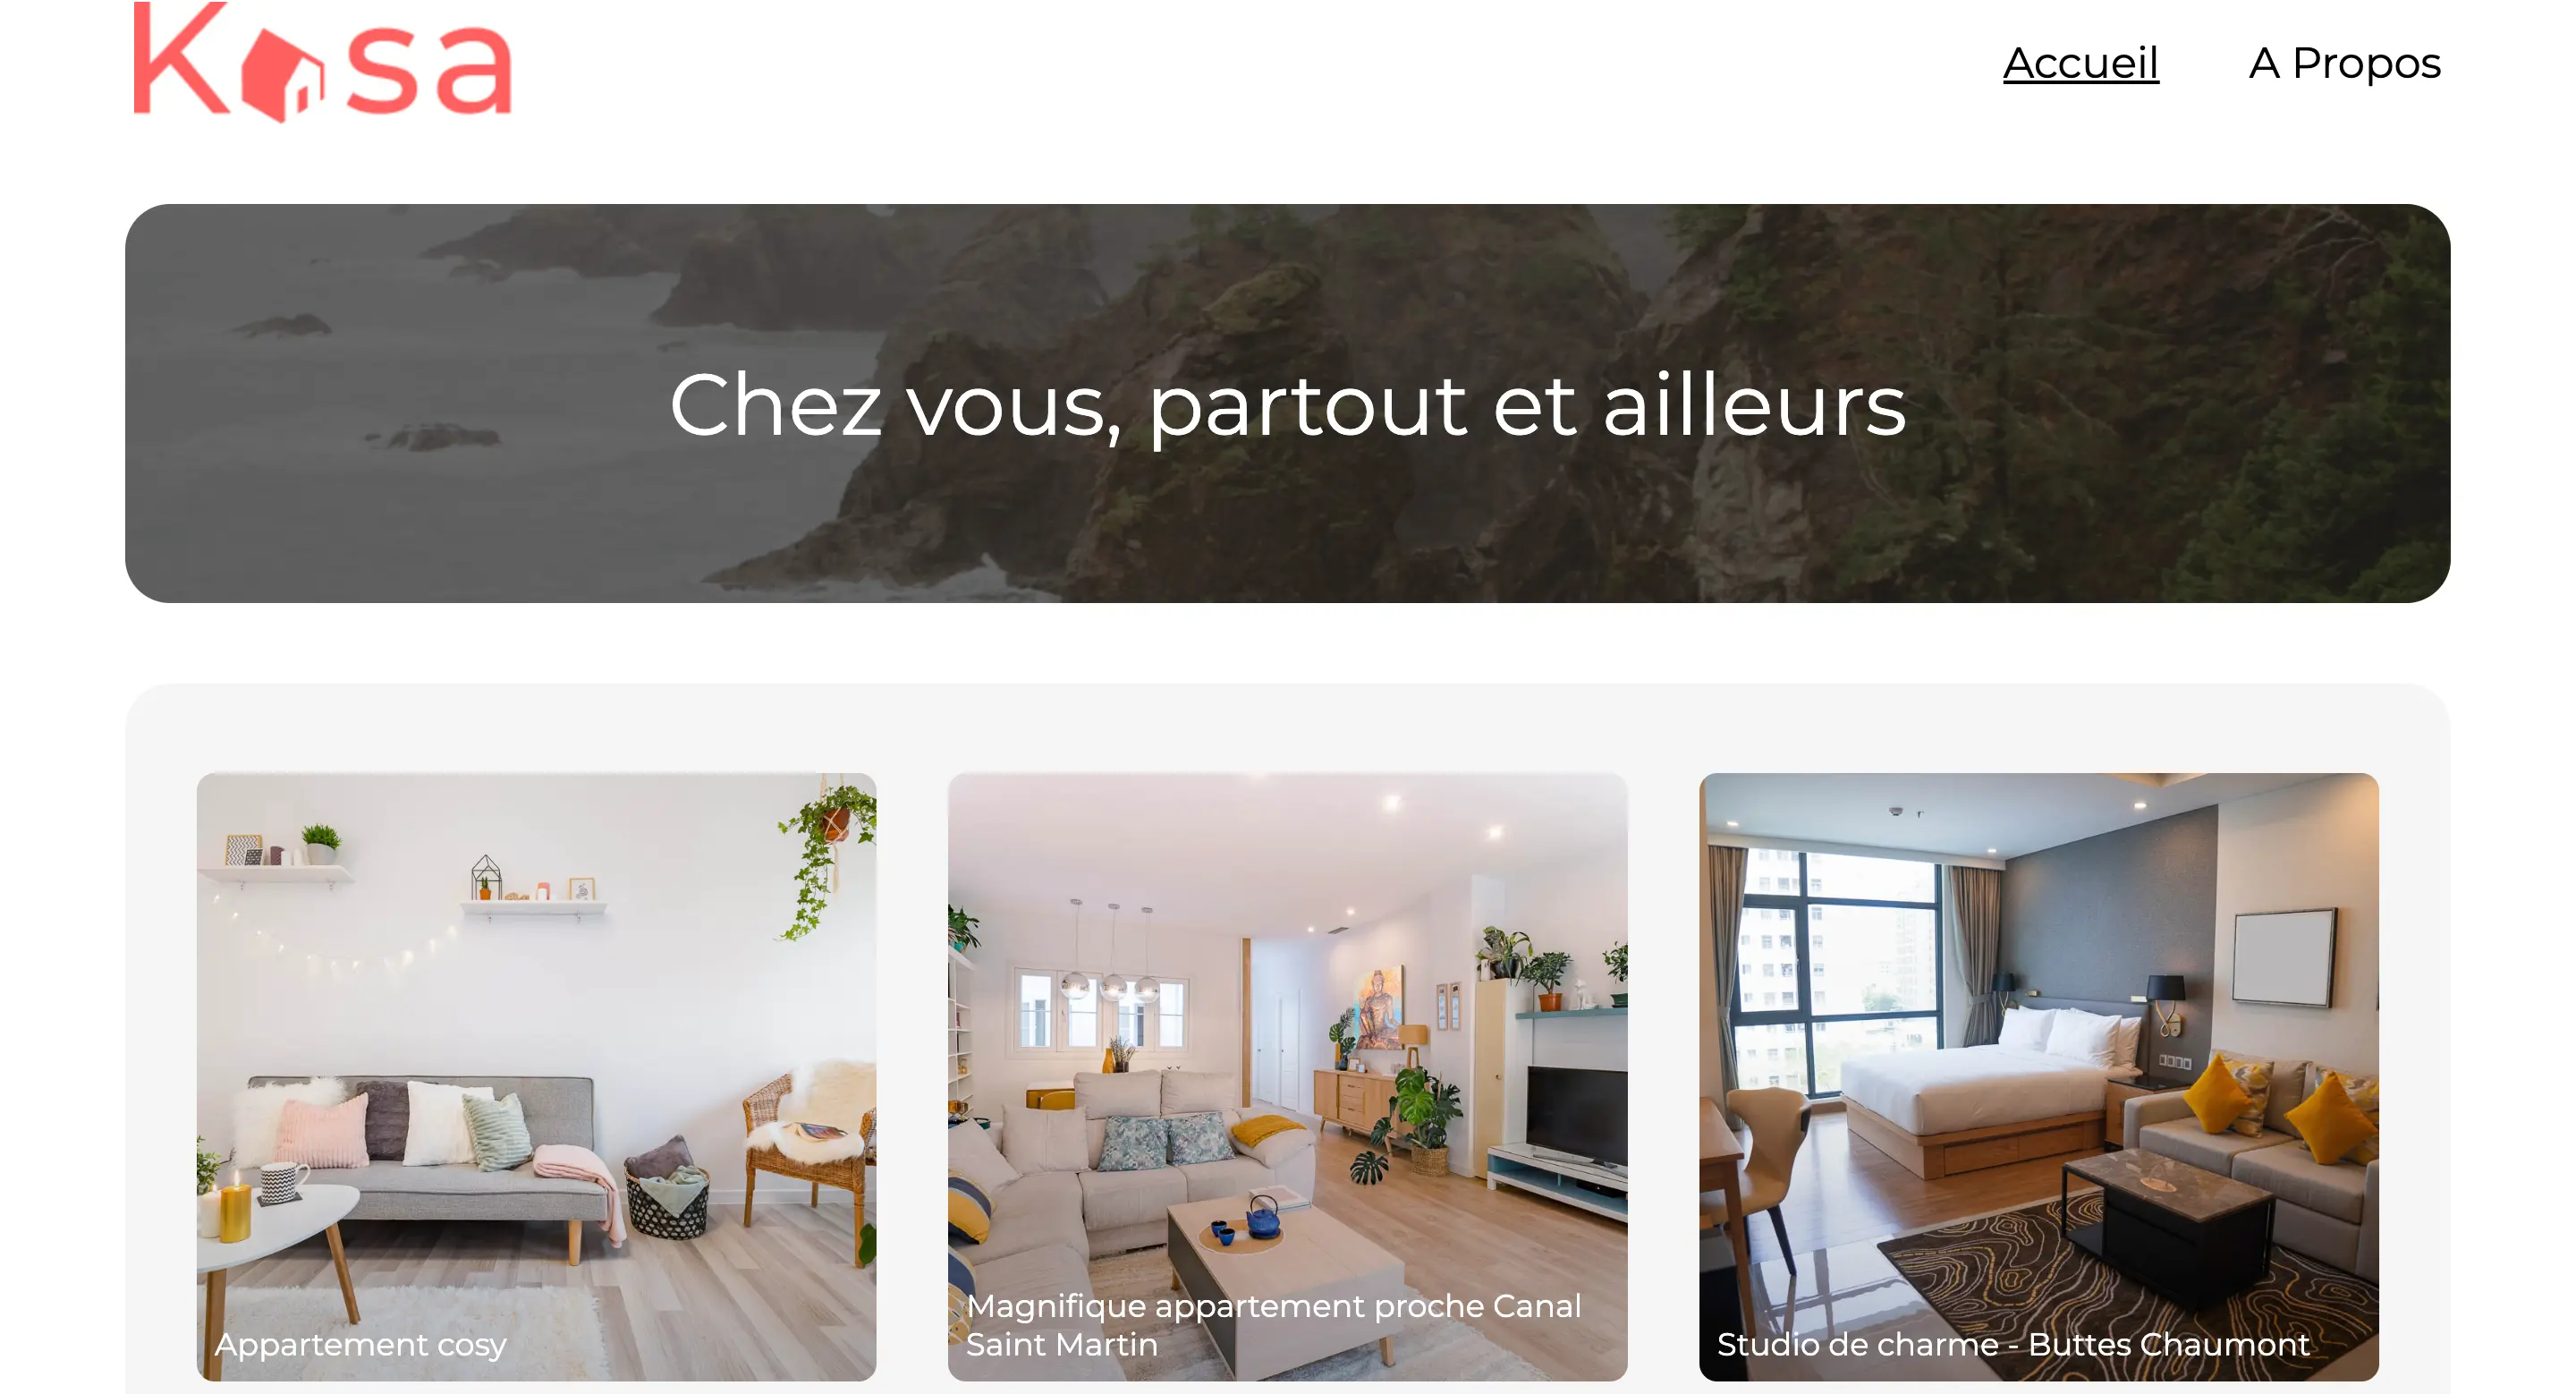 Kasa
Accueil
A Propos
Chez vous, partout et ailleurs
Appartement cosy
Magnifique appartement proche Canal
Saint Martin
Studio de charme - Buttes Chaumont